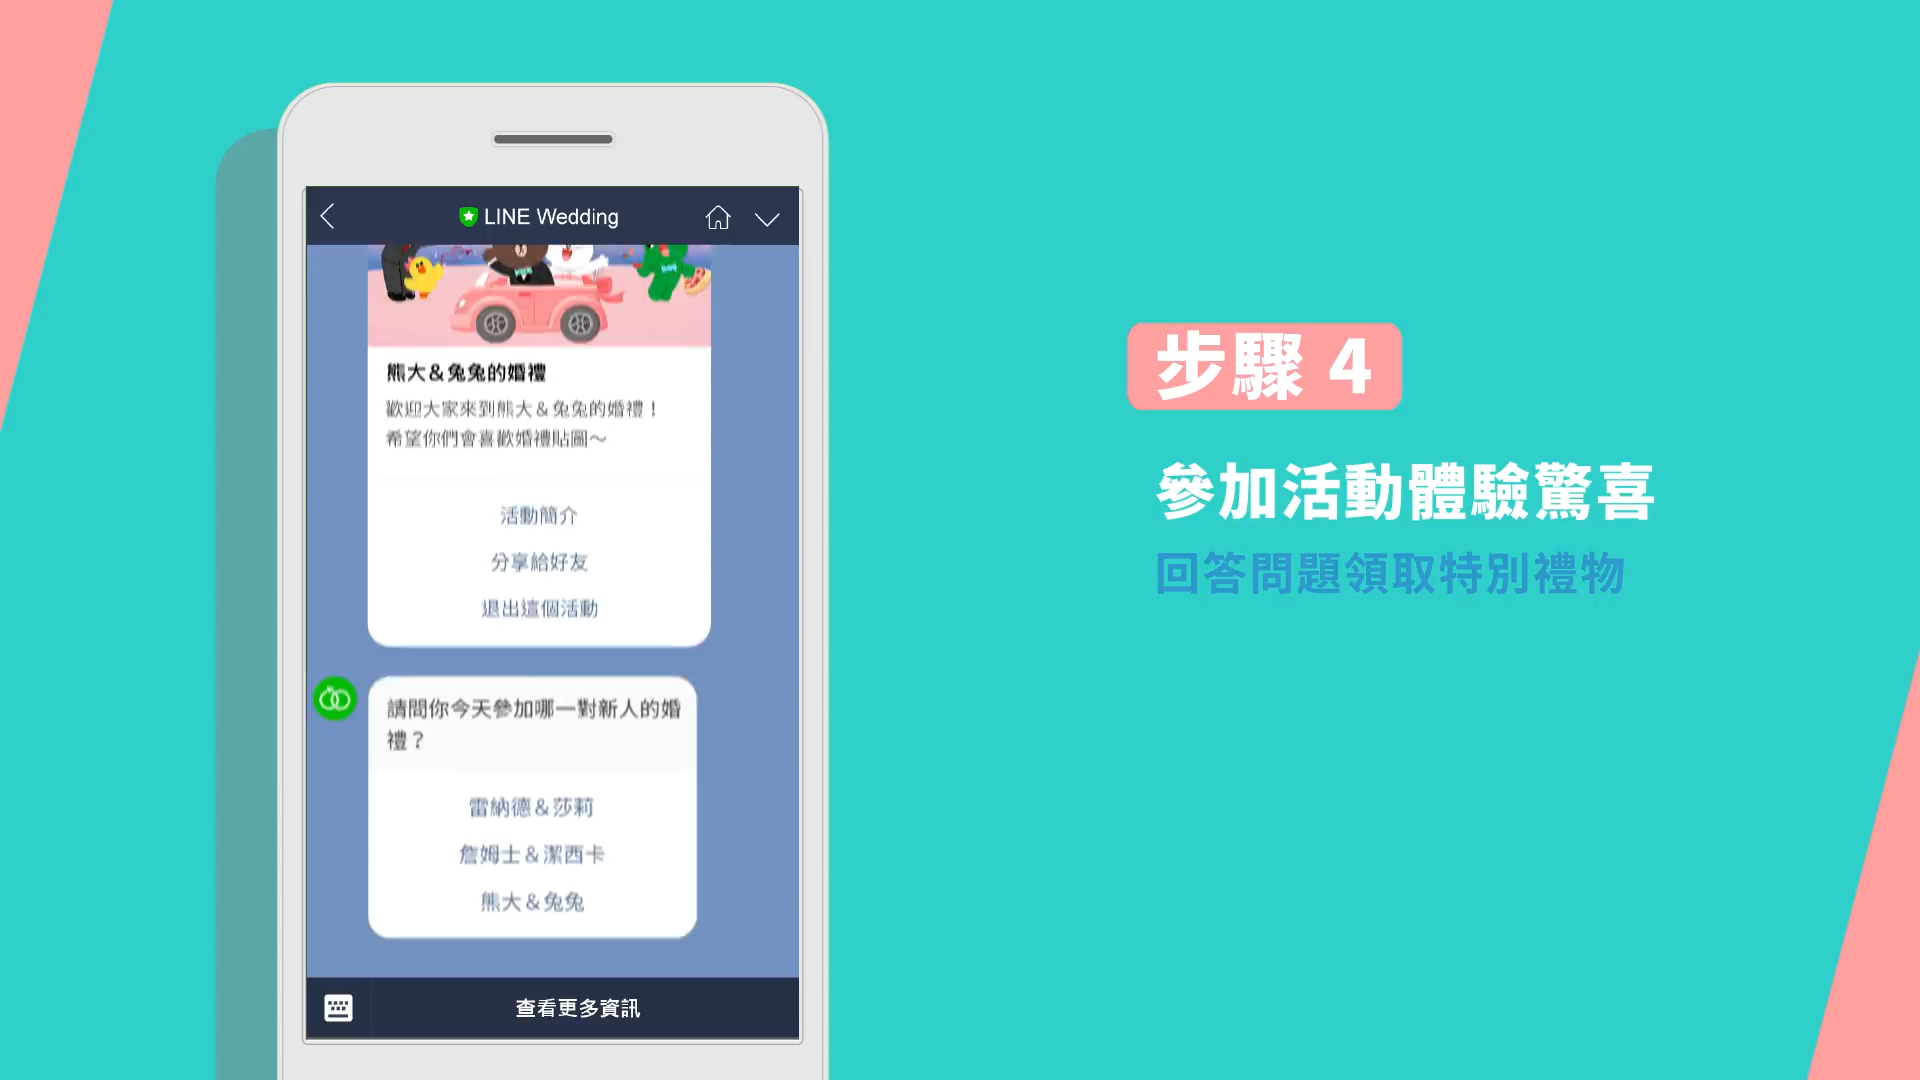 LINE Wedding
熊大＆兔兔的婚禮
歡迎大家來到熊大＆兔兔的婚禮！
希望你們會喜歡婚禮貼圖～
活動簡介
分享給好友
退出這個活動
請問你今天參加哪一對新人的婚
禮？
雷納德＆莎莉
詹姆士＆潔西卡
熊大＆兔兔
查看更多資訊
步驟 4
參加活動體驗驚喜
回答問題領取特別禮物